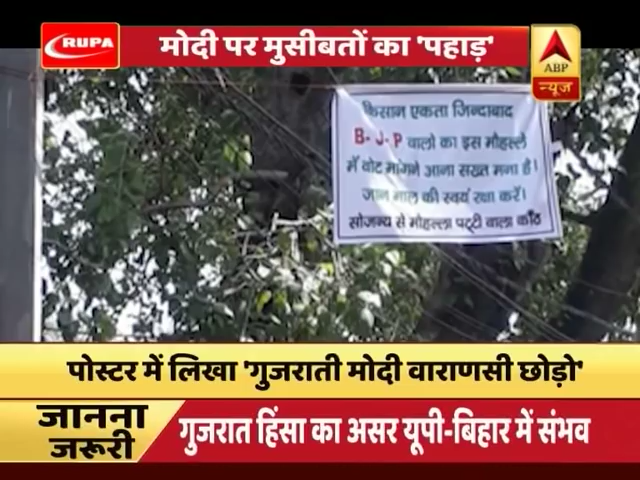 RUPA
मोदी पर मुसीबतों का 'पहाड़'
ABP
न्यूज़
किसान एकता जिन्दाबाद
B-J-P वालो का इस मौहल्ले
में वोट मांगने आना सख्त मना है।
जान माल की स्वयं रक्षा करें।
सोजन्य से मोहल्ला पट्टी वाला काँठ
पोस्टर में लिखा 'गुजराती मोदी वाराणसी छोड़ो'
जानना
जरूरी
गुजरात हिंसा का असर यूपी-बिहार में संभव